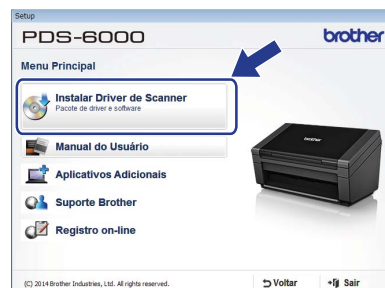 Setup
PDS-6000
brother
Menu Principal
Instalar Driver de Scanner
Pacote de driver e software
Manual do Usuário
Aplicativos Adicionais
Suporte Brother
Registro on-line
brother
(C) 2014 Brother Industries, Ltd. All rights reserved.
Voltar
Sair